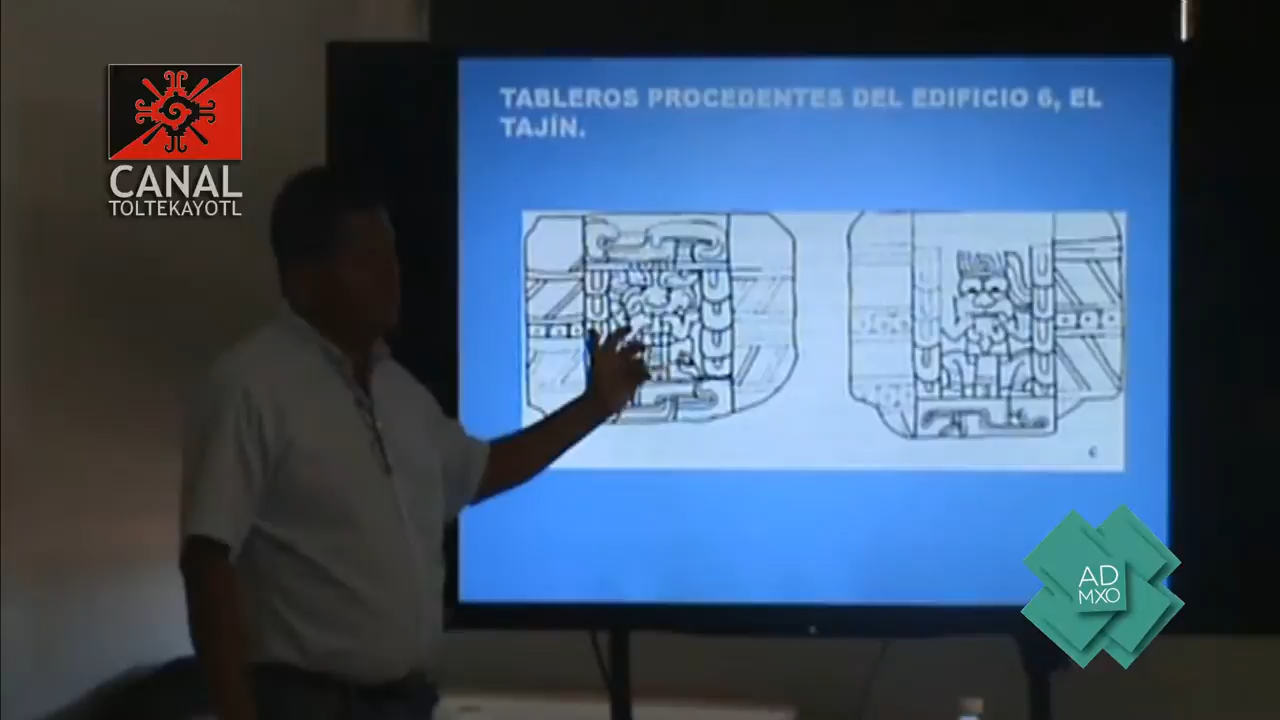 CANAL
TOLTEKAYOTL
TABLEROS PROCEDENTES DEL EDIFICIO 6, EL
TAJÍN.
AD
MXO